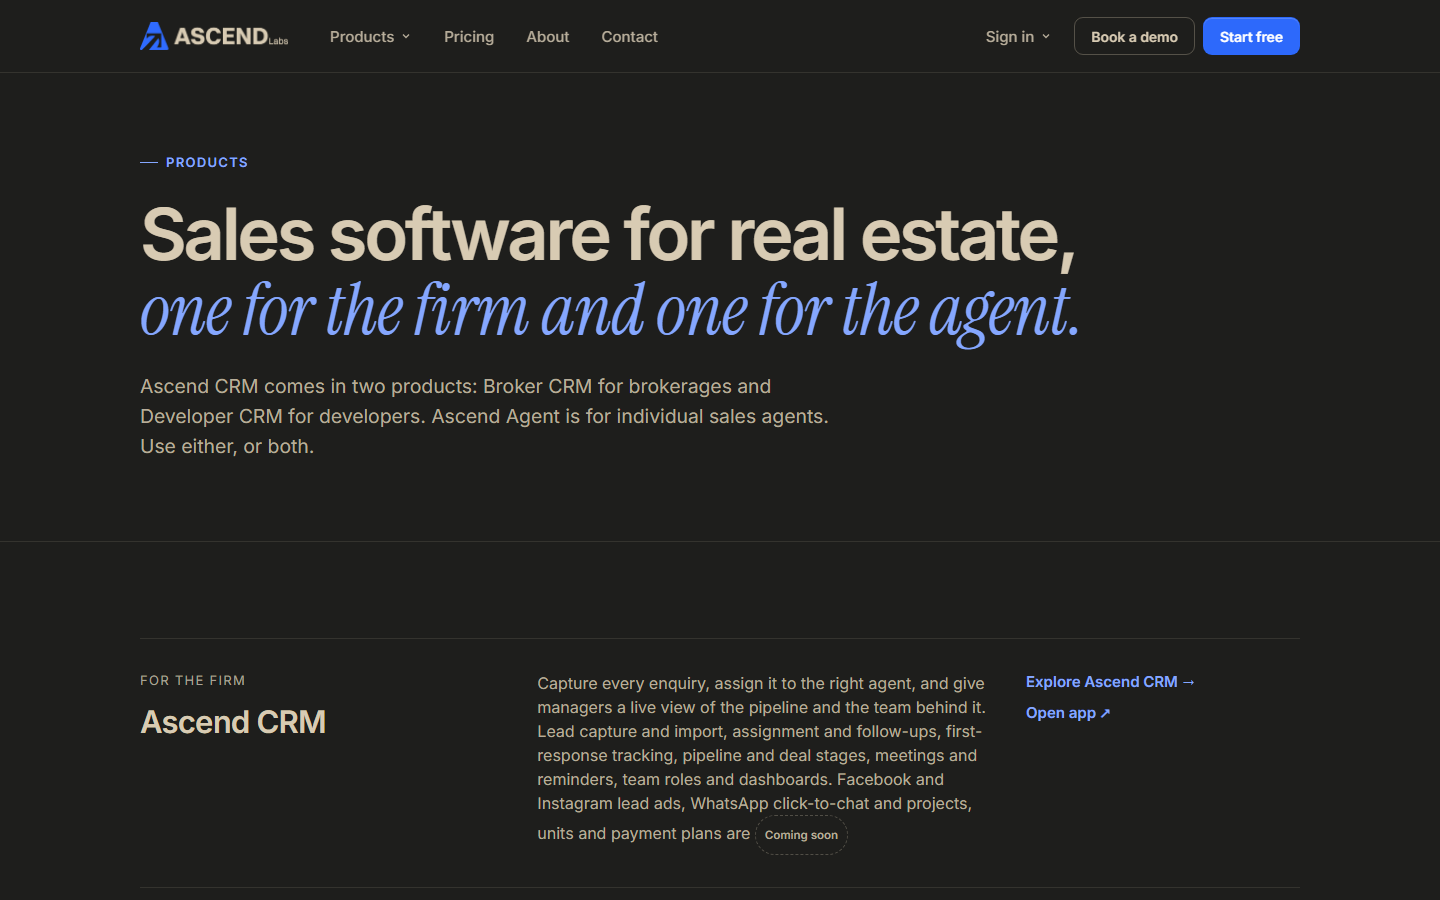 ASCEND Labs
Products
Pricing
About
Contact
Sign in
Book a demo
Start free
PRODUCTS
Sales software for real estate,
one for the firm and one for the agent.
Ascend CRM comes in two products: Broker CRM for brokerages and
Developer CRM for developers. Ascend Agent is for individual sales agents.
Use either, or both.
FOR THE FIRM
Ascend CRM
Capture every enquiry, assign it to the right agent, and give
managers a live view of the pipeline and the team behind it.
Lead capture and import, assignment and follow-ups, first-
response tracking, pipeline and deal stages, meetings and
reminders, team roles and dashboards. Facebook and
Instagram lead ads, WhatsApp click-to-chat and projects,
units and payment plans are Coming soon
Explore Ascend CRM →
Open app ↗